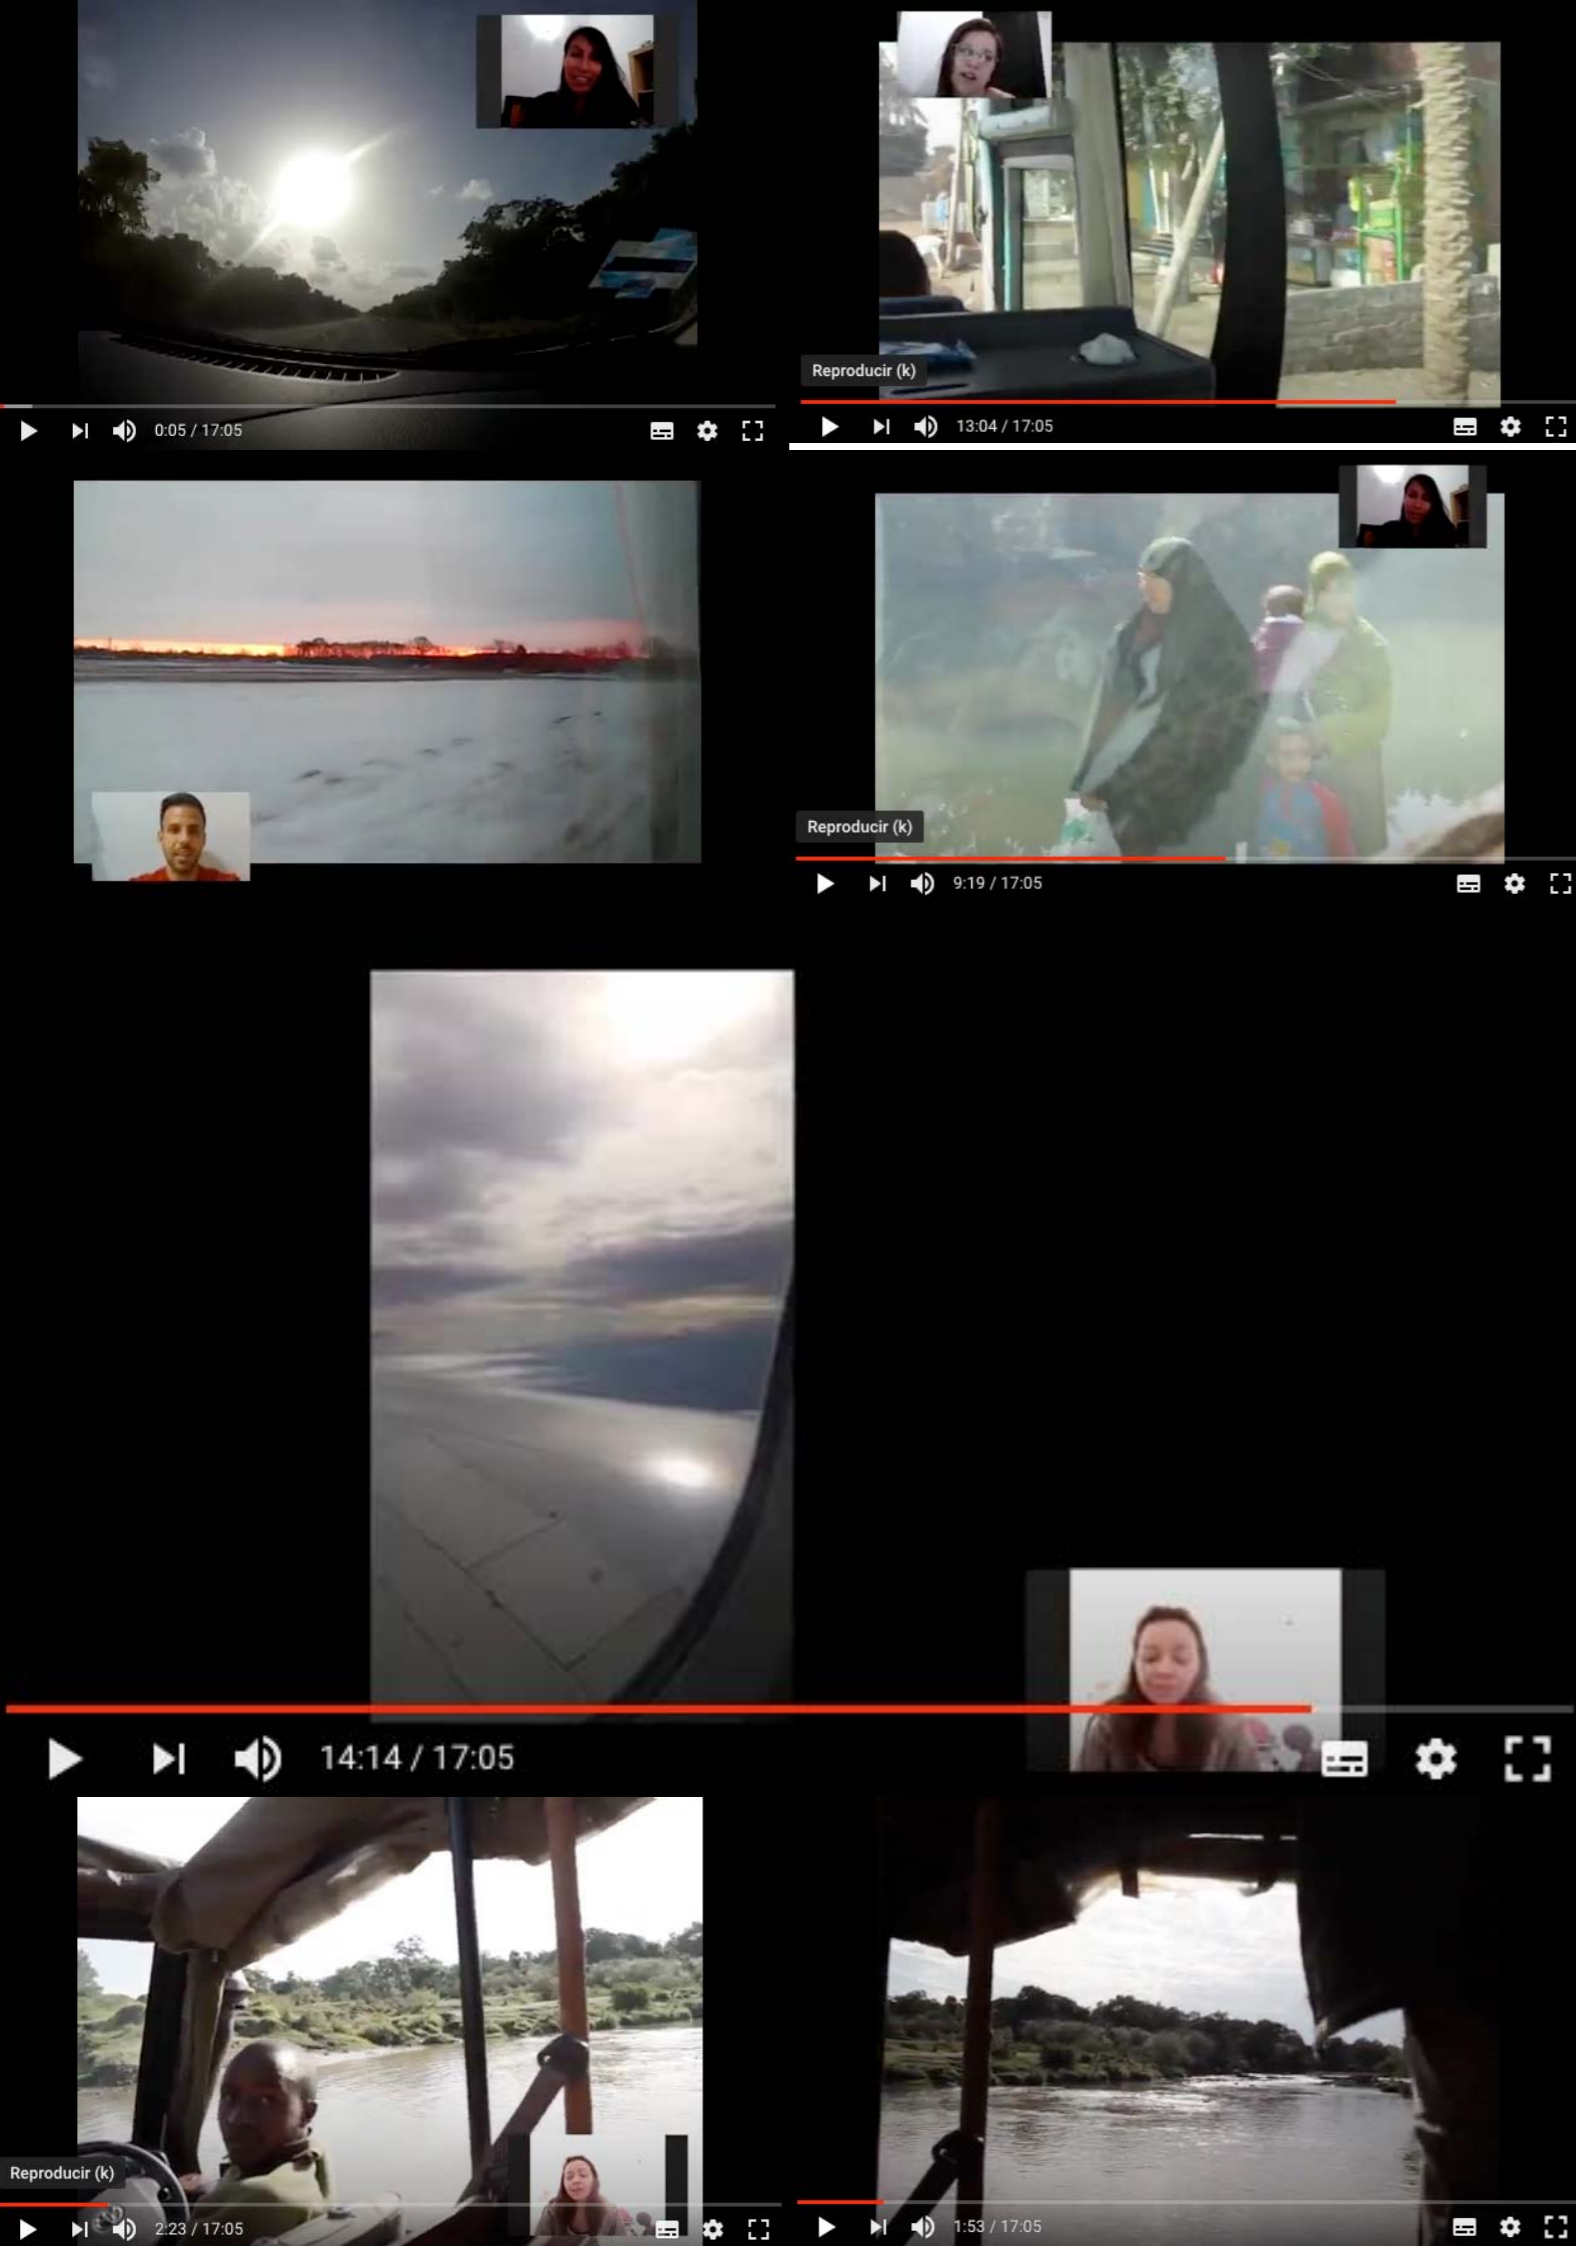 0:05 / 17:05
Reproducir (k)
13:04 / 17:05
Reproducir (k)
9:19 / 17:05
14:14 / 17:05
Reproducir (k)
2:23 / 17:05
1:53 / 17:05